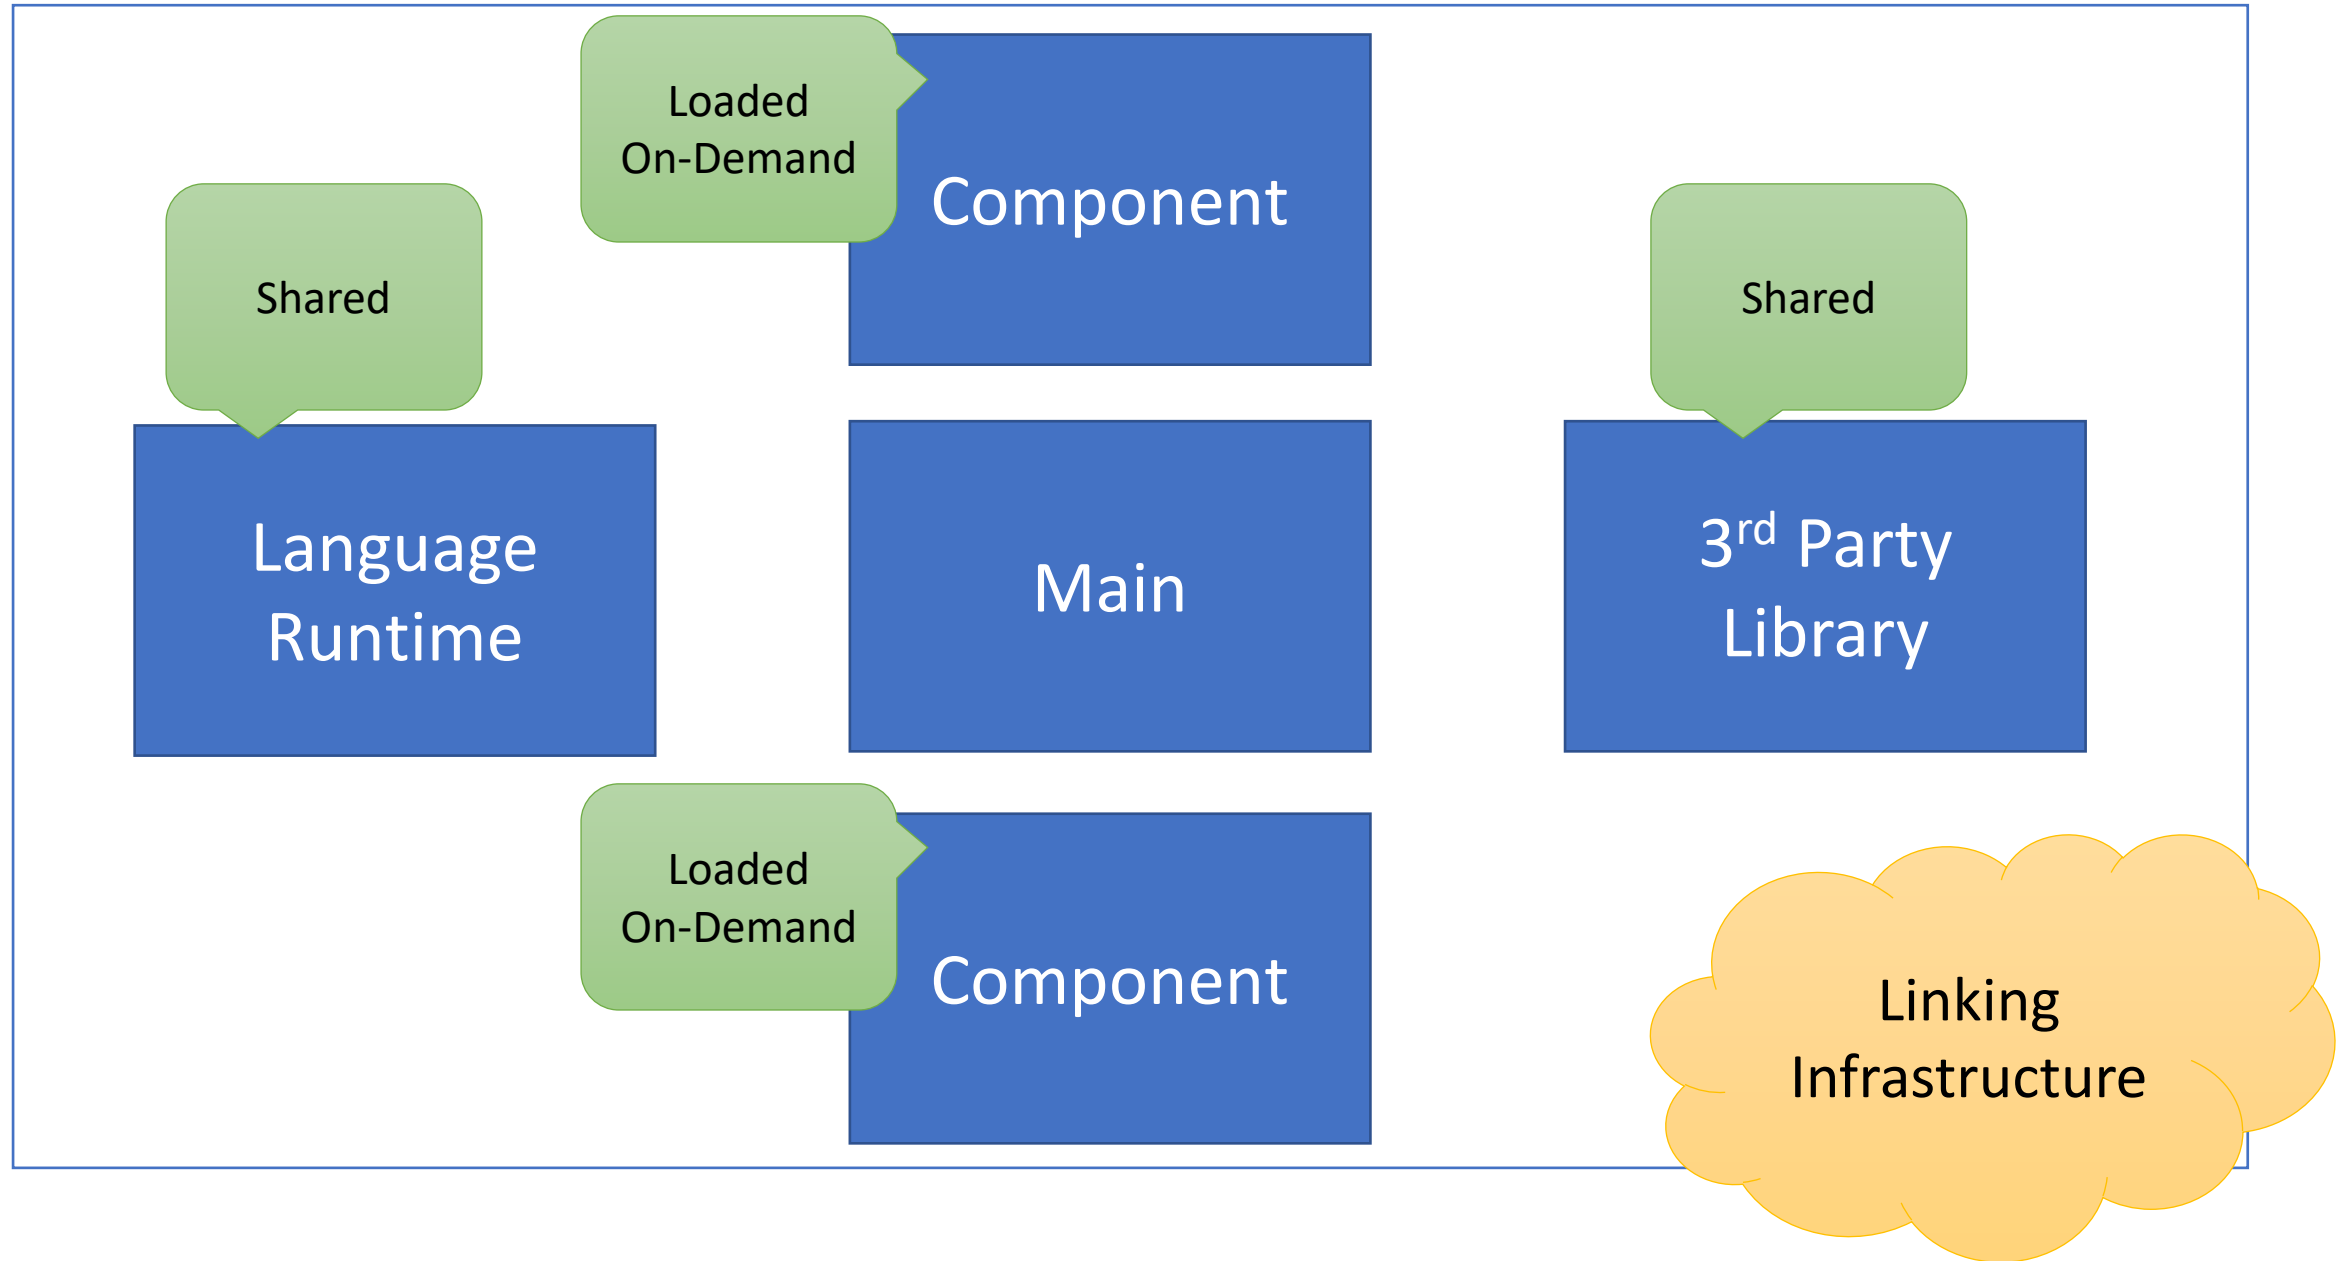 Loaded
On-Demand
Component
Shared
Shared
Language
Runtime
Main
3rd Party
Library
Loaded
On-Demand
Component
Linking
Infrastructure